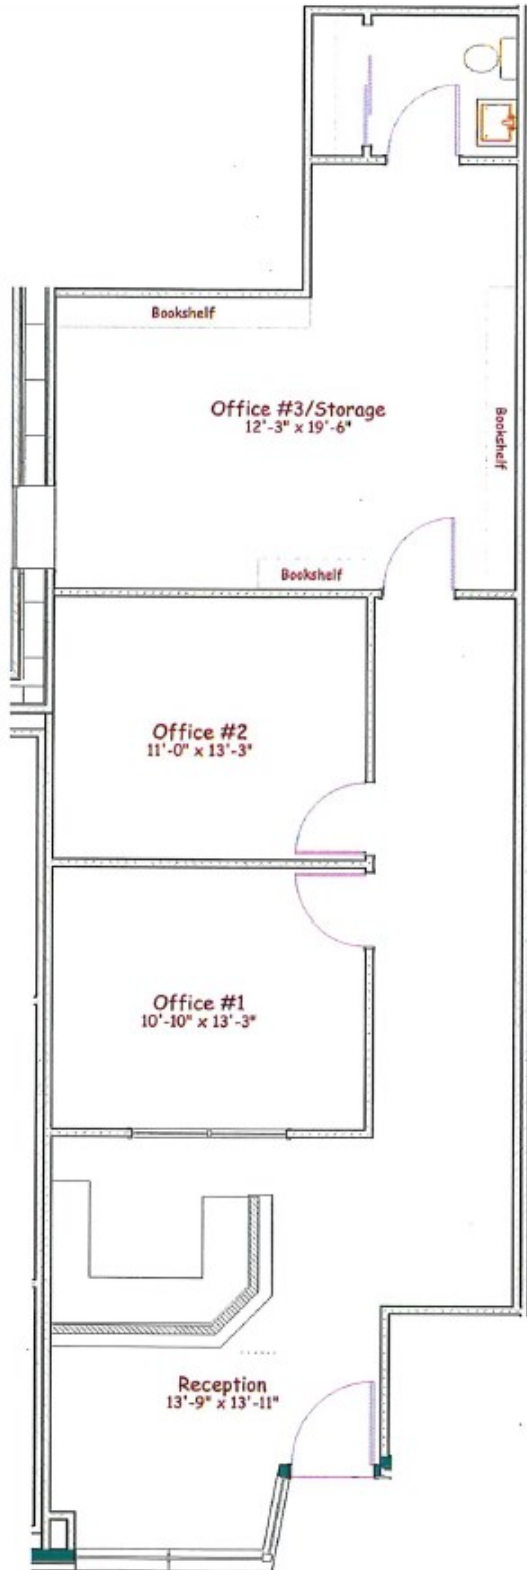 Bookshelf
Office #3/Storage
12'-3" x 19'-6"
Bookshelf
Bookshelf
Office #2
11'-0" x 13'-3"
Office #1
10'-10" x 13'-3"
Reception
13'-9" x 13'-11"